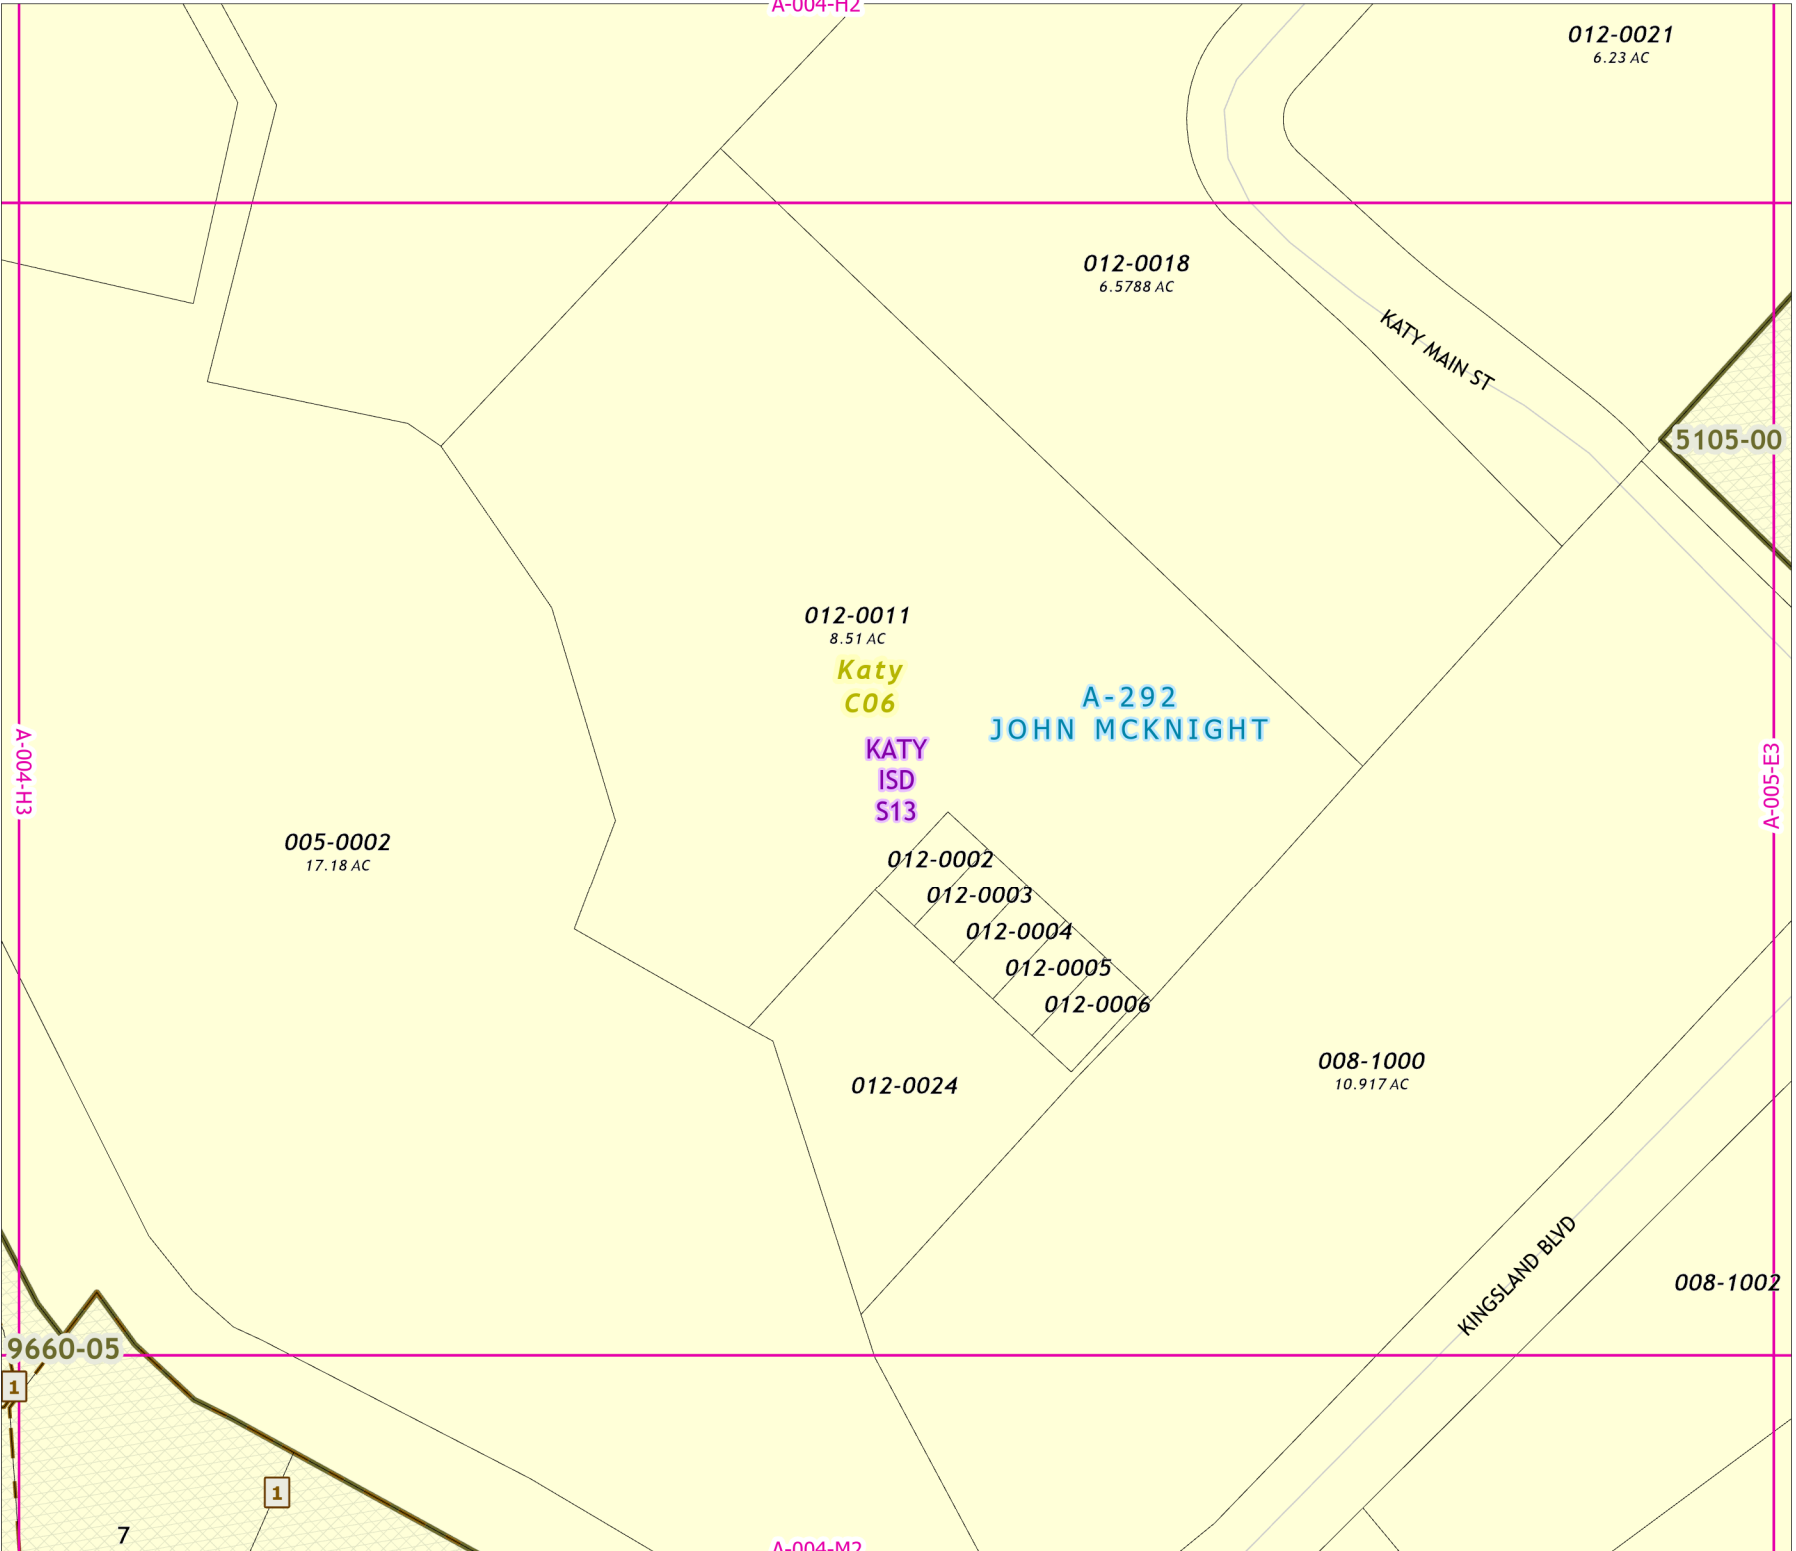 A-004-H2
012-0021
6.23 AC
012-0018
6.5788 AC
KATY MAIN ST
5105-00
012-0011
8.51 AC
Katy
C06
A-292
JOHN MCKNIGHT
KATY
ISD
S13
A-004-H3
A-005-E3
005-0002
17.18 AC
012-0002
012-0003
012-0004
012-0005
012-0006
008-1000
10.917 AC
012-0024
KINGSLAND BLVD
008-1002
9660-05
1
1
7
A-004-M2